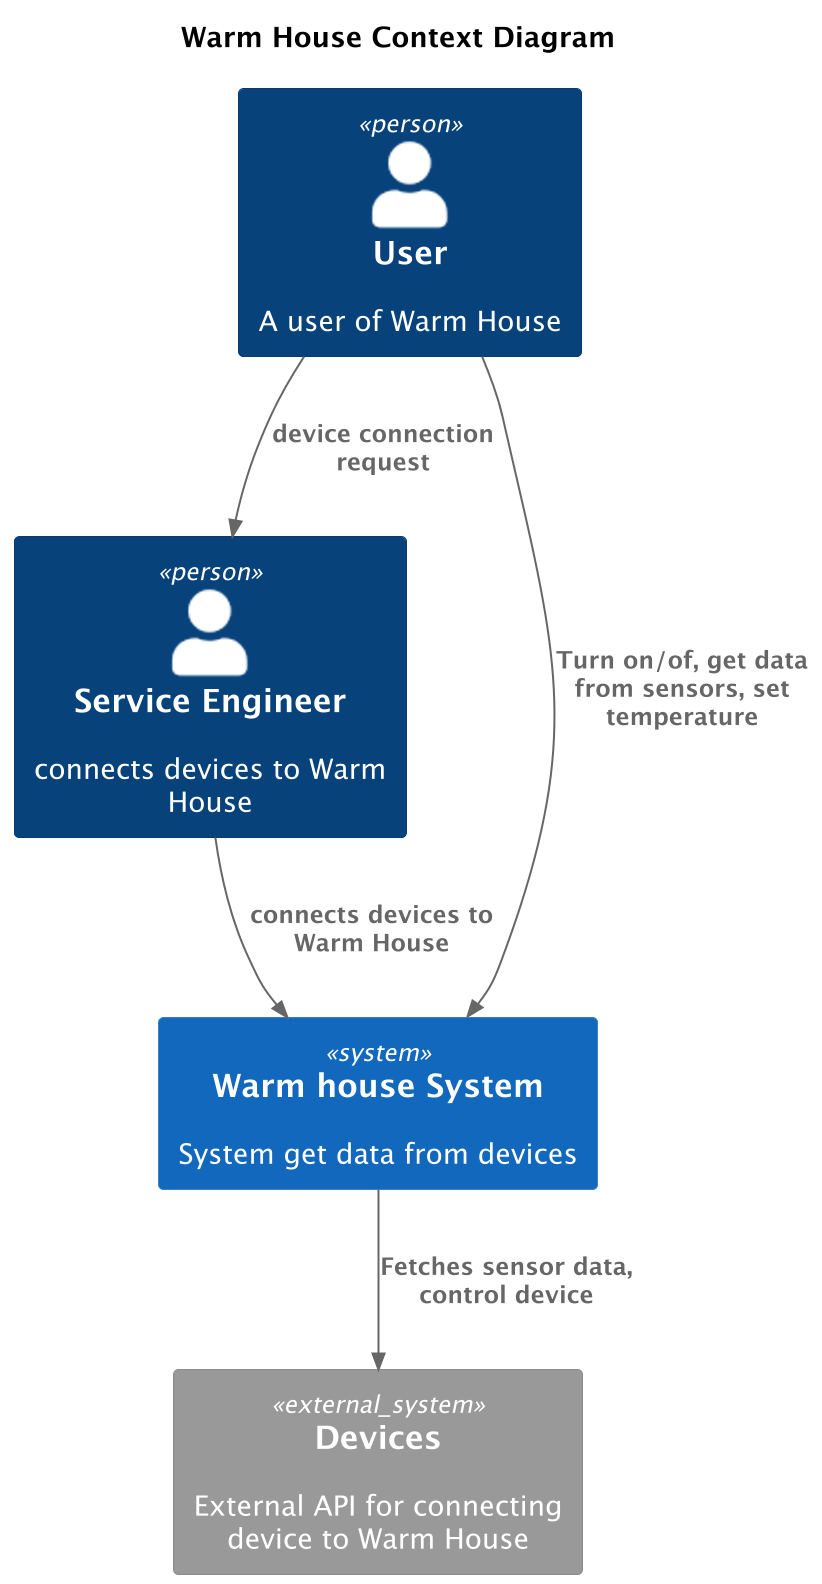 Warm House Context Diagram
«person»
User
A user of Warm House
device connection
request
«person»
Service Engineer
connects devices to Warm
House
Turn on/of, get data
from sensors, set
temperature
connects devices to
Warm House
«system»
Warm house System
System get data from devices
Fetches sensor data,
control device
«external_system»
Devices
External API for connecting
device to Warm House